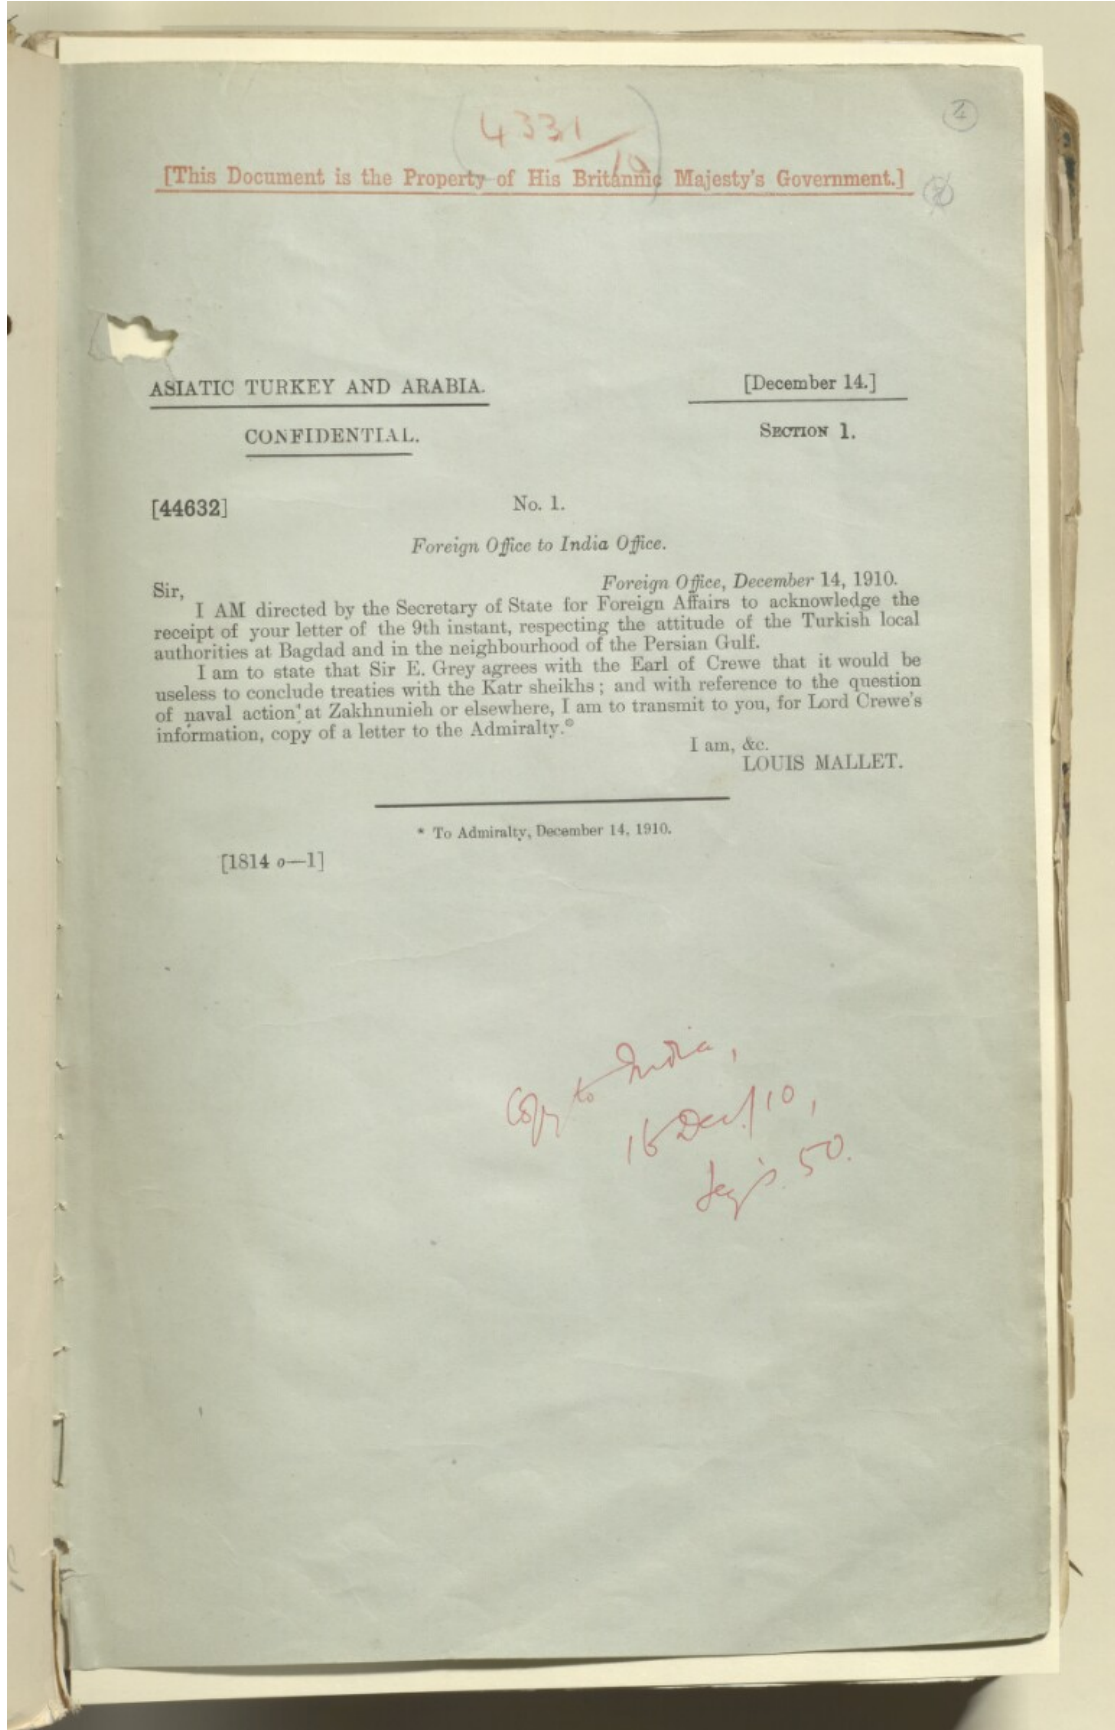 4331/10
4
[This Document is the Property of His Britannic Majesty's Government.]
ASIATIC TURKEY AND ARABIA.
[December 14.]
CONFIDENTIAL.
SECTION 1.
[44632]
No. 1.
Foreign Office to India Office.
Sir,
Foreign Office, December 14, 1910.
I AM directed by the Secretary of State for Foreign Affairs to acknowledge the
receipt of your letter of the 9th instant, respecting the attitude of the Turkish local
authorities at Bagdad and in the neighbourhood of the Persian Gulf.
I am to state that Sir E. Grey agrees with the Earl of Crewe that it would be
useless to conclude treaties with the Katr sheikhs; and with reference to the question
of naval action at Zakhnunieh or elsewhere, I am to transmit to you, for Lord Crewe's
information, copy of a letter to the Admiralty.*
I am, &c.
LOUIS MALLET.
* To Admiralty, December 14, 1910.
[1814 o—1]
Copy to India,
16 Dec/10,
50.